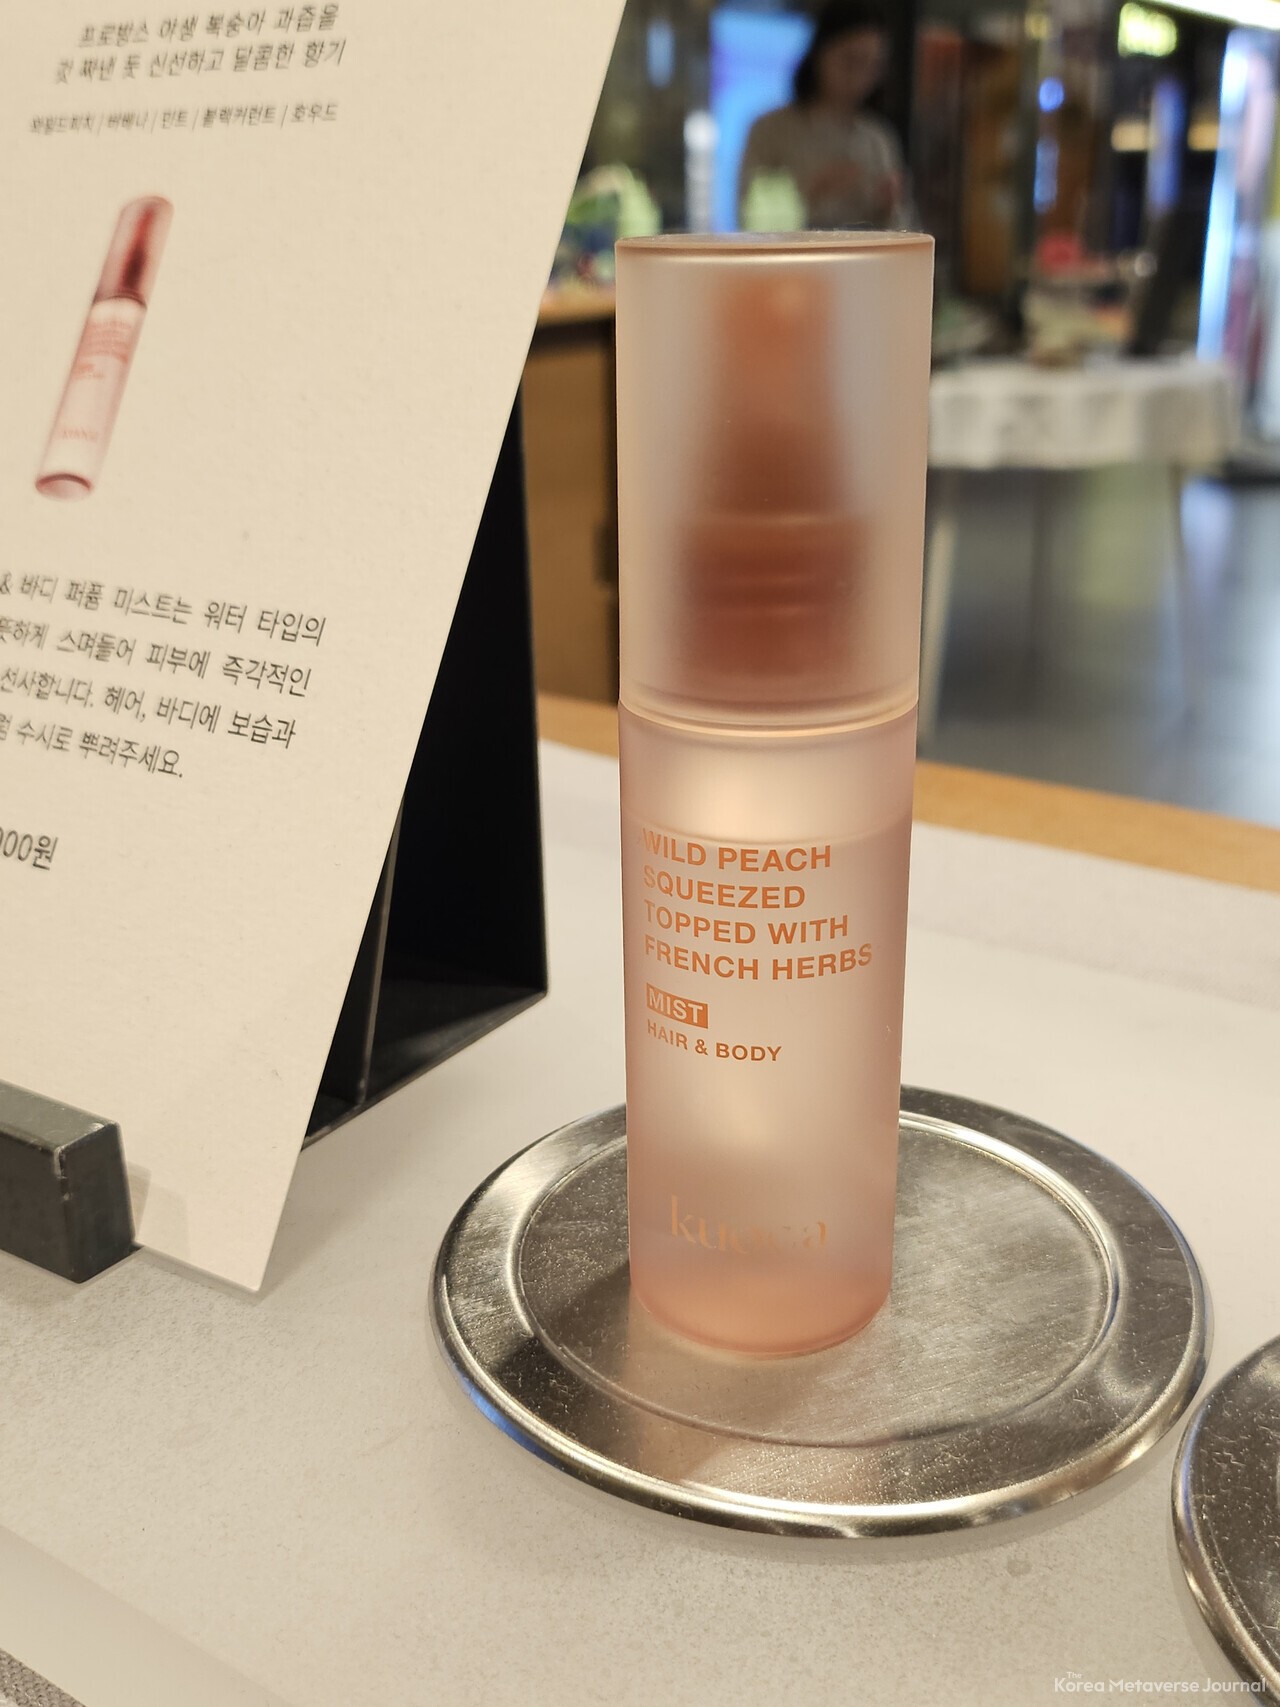 프로방스 야생 복숭아 과즙을
갓 짜낸 듯 신선하고 달콤한 향기
와일드피치 | 버베나 | 민트 | 블랙커런트 | 호우드
& 바디 퍼퓸 미스트는 워터 타입의
뜻하게 스며들어 피부에 즉각적인
선사합니다. 헤어, 바디에 보습과
수시로 뿌려주세요.
000원
WILD PEACH
SQUEEZED
TOPPED WITH
FRENCH HERBS
MIST
HAIR & BODY
The
Korea Metaverse Journal